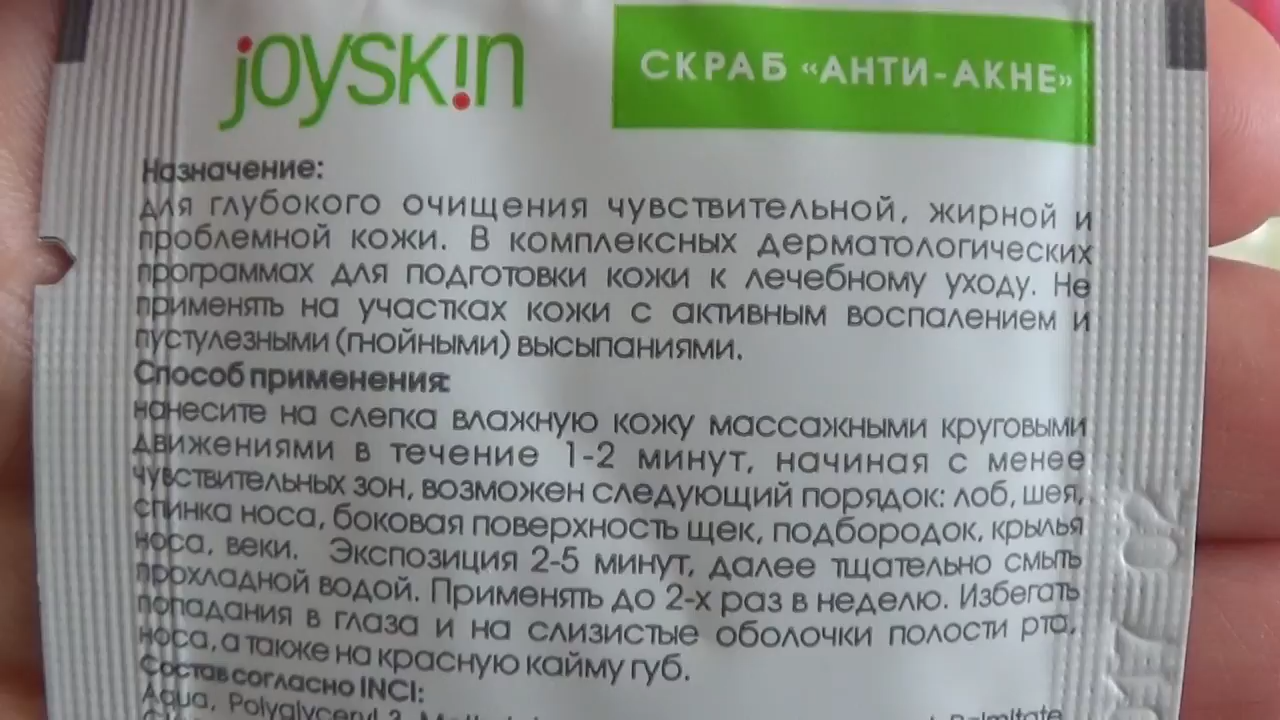 joysk!n
СКРАБ «АНТИ-АКНЕ»
Назначение:
для глубокого очищения чувствительной, жирной и
проблемной кожи. В комплексных дерматологических
программах для подготовки кожи к лечебному уходу. Не
применять на участках кожи с активным воспалением и
пустулезными (гнойными) высыпаниями.
Способ применения:
нанесите на слегка влажную кожу массажными круговыми
движениями в течение 1-2 минут, начиная с менее
чувствительных зон, возможен следующий порядок: лоб, шея,
спинка носа, боковая поверхность щек, подбородок, крылья
носа, веки. Экспозиция 2-5 минут, далее тщательно смыть
прохладной водой. Применять до 2-х раз в неделю. Избегать
попадания в глаза и на слизистые оболочки полости рта,
носа, а также на красную кайму губ.
Состав согласно INCI:
Aqua, Polyglyceryl-3